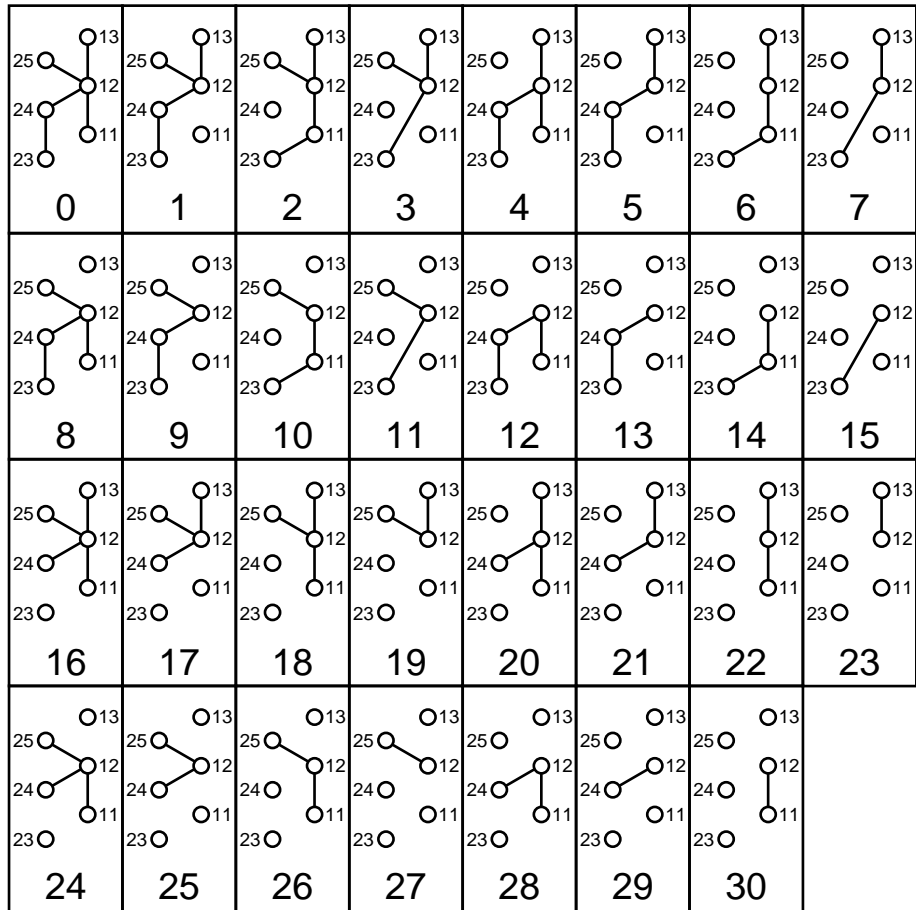 13 13 13 13 13 13 13 13
25 25 25 25 25 25 25 25
12 12 12 12 12 12 12 12
24 24 24 24 24 24 24 24
11 11 11 11 11 11 11 11
23 23 23 23 23 23 23 23
0 1 2 3 4 5 6 7
13 13 13 13 13 13 13 13
25 25 25 25 25 25 25 25
12 12 12 12 12 12 12 12
24 24 24 24 24 24 24 24
11 11 11 11 11 11 11 11
23 23 23 23 23 23 23 23
8 9 10 11 12 13 14 15
13 13 13 13 13 13 13 13
25 25 25 25 25 25 25 25
12 12 12 12 12 12 12 12
24 24 24 24 24 24 24 24
11 11 11 11 11 11 11 11
23 23 23 23 23 23 23 23
16 17 18 19 20 21 22 23
13 13 13 13 13 13 13
25 25 25 25 25 25 25
12 12 12 12 12 12 12
24 24 24 24 24 24 24
11 11 11 11 11 11 11
23 23 23 23 23 23 23
24 25 26 27 28 29 30